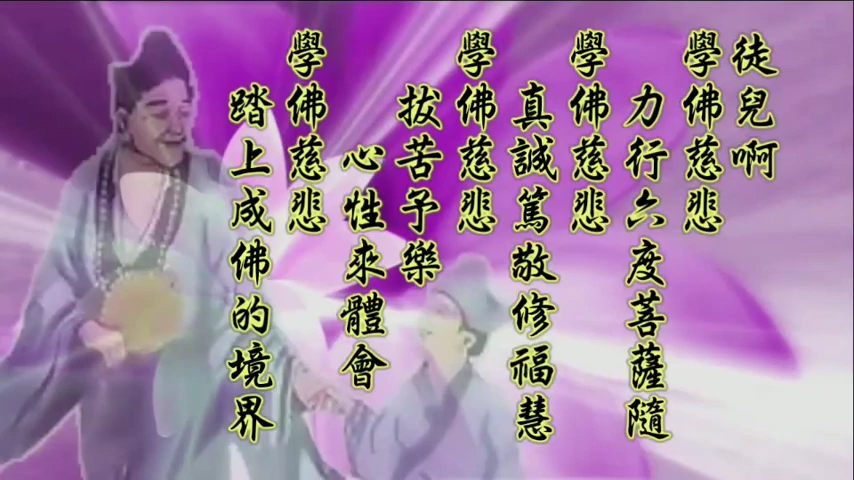 徒兒啊
學佛慈悲
力行六度菩薩隨
學佛慈悲
真誠篤敬修福慧
學佛慈悲
拔苦予樂
心性來體會
學佛慈悲
踏上成佛的境界